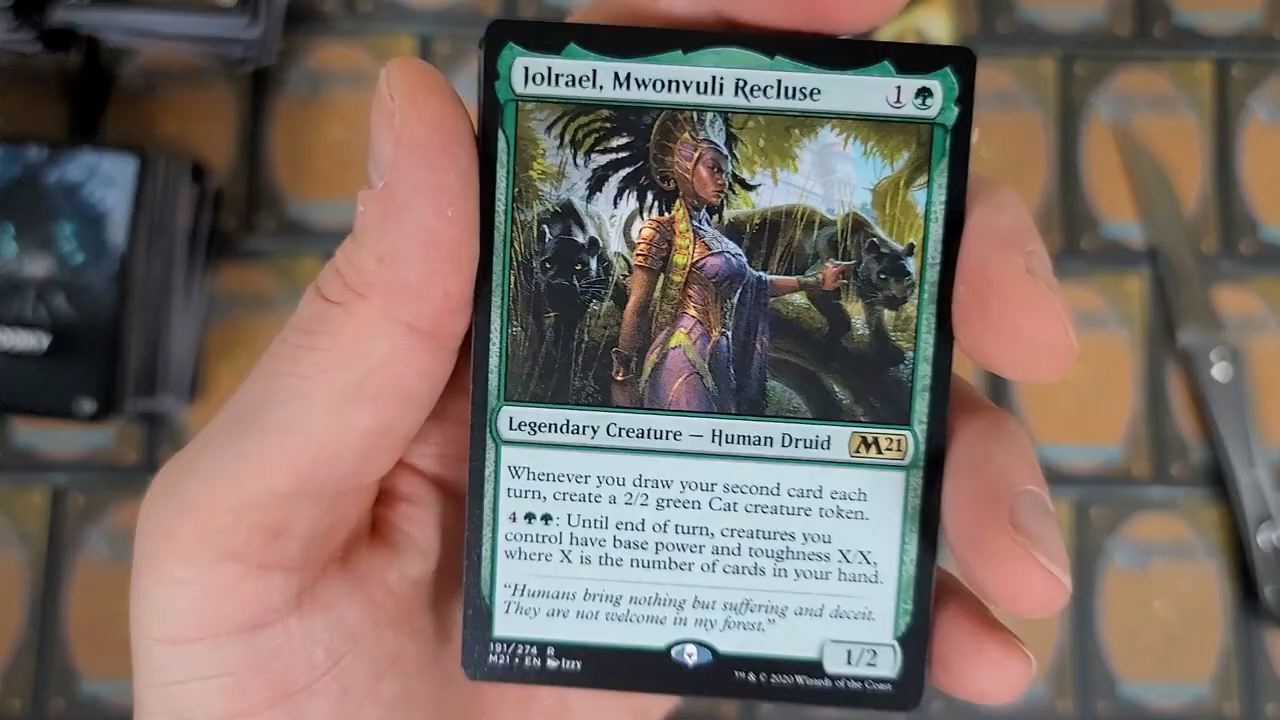 Jolrael, Mwonvuli Recluse 1
Legendary Creature — Human Druid M21
Whenever you draw your second card each
turn, create a 2/2 green Cat creature token.
4 : Until end of turn, creatures you
control have base power and toughness X/X,
where X is the number of cards in your hand.
"Humans bring nothing but suffering and deceit.
They are not welcome in my forest."
1/2
191/274 R
M21 • EN Izzy
™ & © 2020 Wizards of the Coast